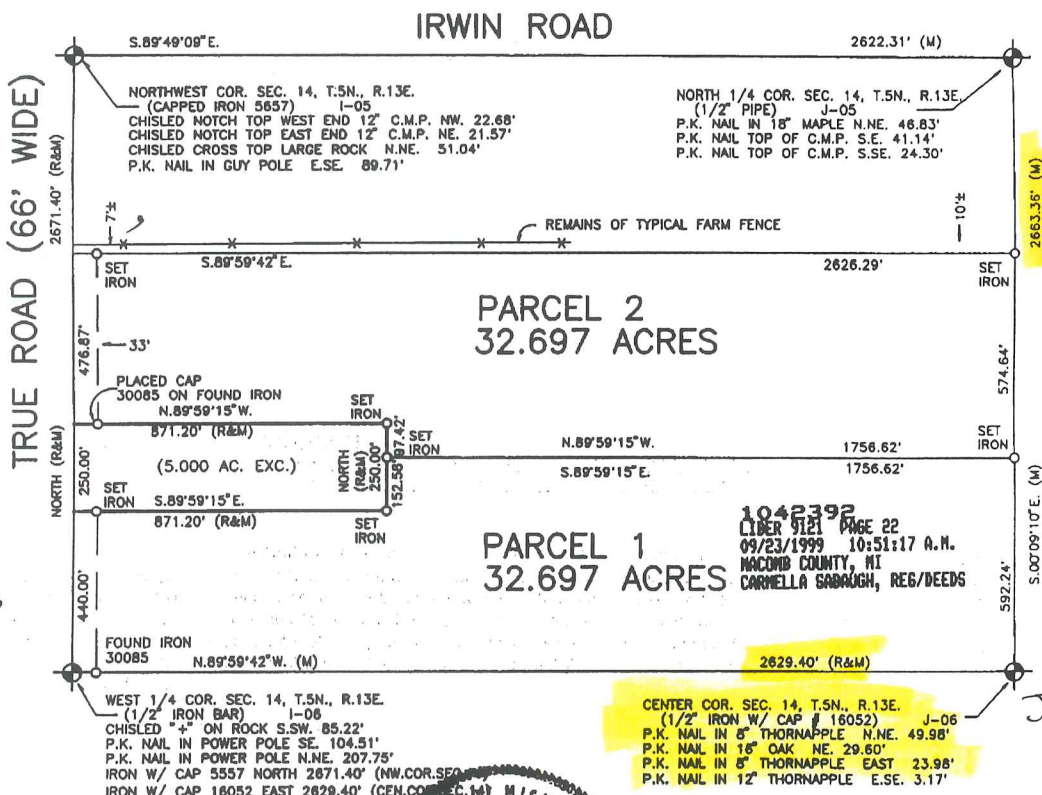 IRWIN ROAD
S.89°49'09"E.
2622.31' (M)
NORTHWEST COR. SEC. 14, T.5N., R.13E.
(CAPPED IRON 5657) I-05
CHISLED NOTCH TOP WEST END 12" C.M.P. NW. 22.68'
CHISLED NOTCH TOP EAST END 12" C.M.P. NE. 21.57'
CHISLED CROSS TOP LARGE ROCK N.NE. 51.04'
P.K. NAIL IN GUY POLE E.SE. 89.71'
NORTH 1/4 COR. SEC. 14, T.5N., R.13E.
(1/2" PIPE) J-05
P.K. NAIL IN 18" MAPLE N.NE. 46.83'
P.K. NAIL TOP OF C.M.P. S.E. 41.14'
P.K. NAIL TOP OF C.M.P. S.SE. 24.30'
TRUE ROAD (66' WIDE)
2671.40' (R&M)
2663.36' (M)
7'±
10'±
REMAINS OF TYPICAL FARM FENCE
S.89°59'42"E.
2626.29'
SET
IRON
SET
IRON
PARCEL 2
32.697 ACRES
476.87'
33'
574.64'
PLACED CAP
30085 ON FOUND IRON
N.89°59'15"W.
871.20' (R&M)
SET
IRON
97.42'
SET
IRON
N.89°59'15"W.
1756.62'
SET
IRON
NORTH (R&M)
250.00'
(5.000 AC. EXC.)
NORTH
(R&M)
250.00'
152.58'
S.89°59'15"E.
1756.62'
SET
IRON
S.89°59'15"E.
871.20' (R&M)
SET
IRON
PARCEL 1
32.697 ACRES
1042392
LIBER 9121 PAGE 22
09/23/1999 10:51:17 A.M.
MACOMB COUNTY, MI
CARMELLA SABAUGH, REG/DEEDS
S.00°09'10"E. (M)
592.24'
440.00'
FOUND IRON
30085
N.89°59'42"W. (M)
2629.40' (R&M)
WEST 1/4 COR. SEC. 14, T.5N., R.13E.
(1/2" IRON BAR) I-06
CHISLED "+" ON ROCK S.SW. 85.22'
P.K. NAIL IN POWER POLE SE. 104.51'
P.K. NAIL IN POWER POLE N.NE. 207.75'
IRON W/ CAP 5557 NORTH 2671.40' (NW.COR.SEC
IRON W/ CAP 16052 EAST 2629.40' (CEN.COR.SEC.14)
CENTER COR. SEC. 14, T.5N., R.13E.
(1/2" IRON W/ CAP # 16052) J-06
P.K. NAIL IN 8" THORNAPPLE N.NE. 49.98'
P.K. NAIL IN 16" OAK NE. 29.60'
P.K. NAIL IN 8" THORNAPPLE EAST 23.98'
P.K. NAIL IN 12" THORNAPPLE E.SE. 3.17'